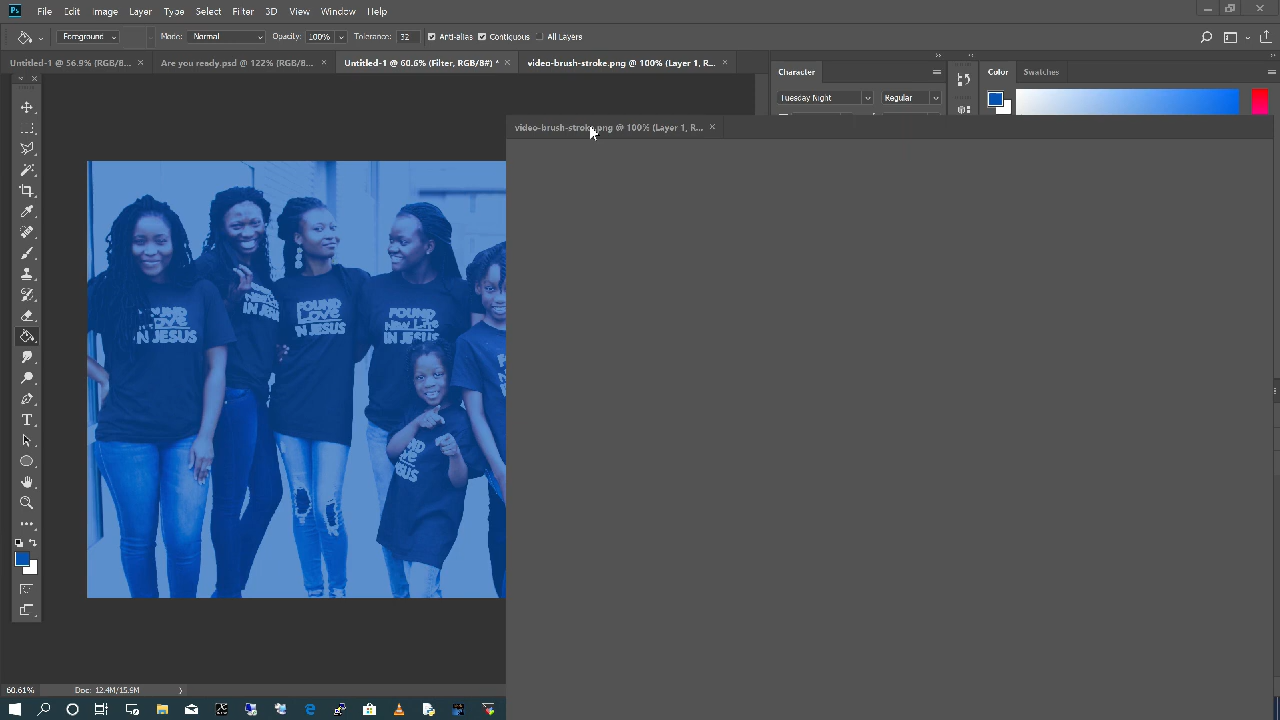 Ps File Edit Image Layer Type Select Filter 3D View Window Help
Foreground Mode: Normal Opacity: 100% Tolerance: 32 Anti-alias Contiguous All Layers
Untitled-1 @ 56.9% (RGB/8... × Are you ready.psd @ 122% (RGB/8... × Untitled-1 @ 60.6% (Filter, RGB/8#) * × video-brush-stroke.png @ 100% (Layer 1, R... ×
Character Color Swatches
Tuesday Night Regular
video-brush-stroke.png @ 100% (Layer 1, R... ×
FOUND
LOVE
IN JESUS
FOUND
LOVE
IN JESUS
FOUND
NEW Life
IN JESUS
T
60.61% Doc: 12.4M/15.9M